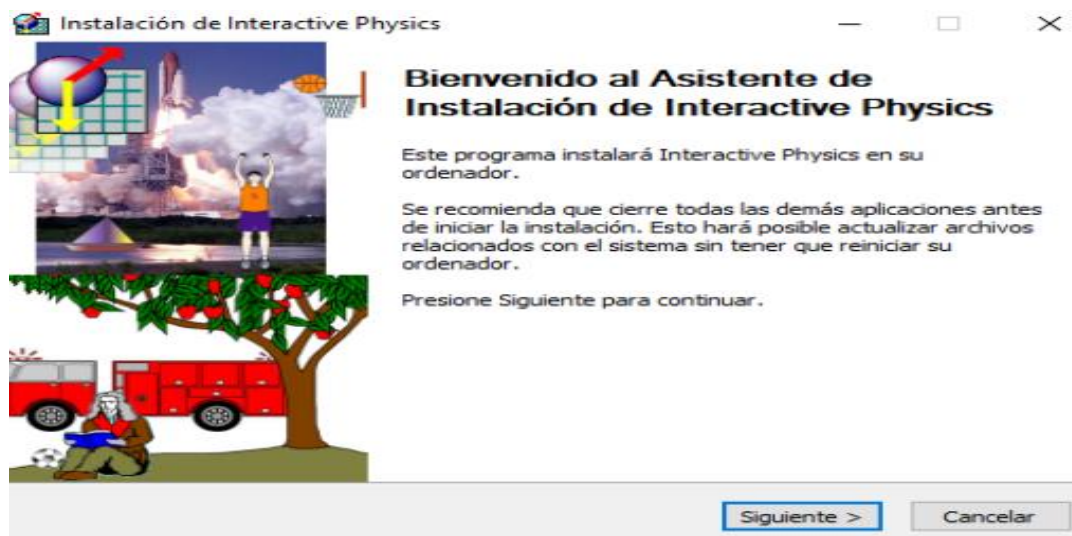 Instalación de Interactive Physics
Bienvenido al Asistente de
Instalación de Interactive Physics
Este programa instalará Interactive Physics en su
ordenador.
Se recomienda que cierre todas las demás aplicaciones antes
de iniciar la instalación. Esto hará posible actualizar archivos
relacionados con el sistema sin tener que reiniciar su
ordenador.
Presione Siguiente para continuar.
Siguiente >
Cancelar